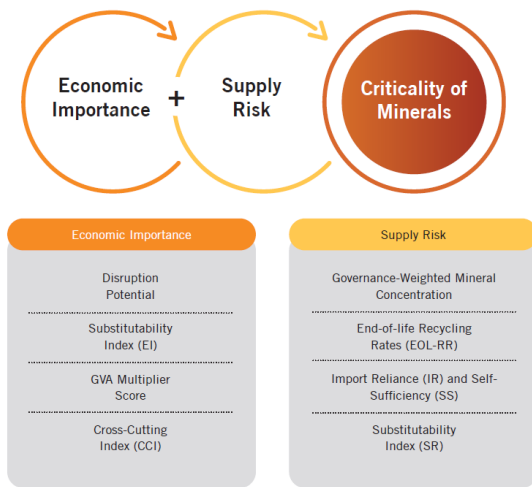 Economic
Importance
+
Supply
Risk
Criticality of
Minerals
Economic Importance
Disruption
Potential
Substitutability
Index (EI)
GVA Multiplier
Score
Cross-Cutting
Index (CCI)
Supply Risk
Governance-Weighted Mineral
Concentration
End-of-life Recycling
Rates (EOL-RR)
Import Reliance (IR) and Self-
Sufficiency (SS)
Substitutability
Index (SR)